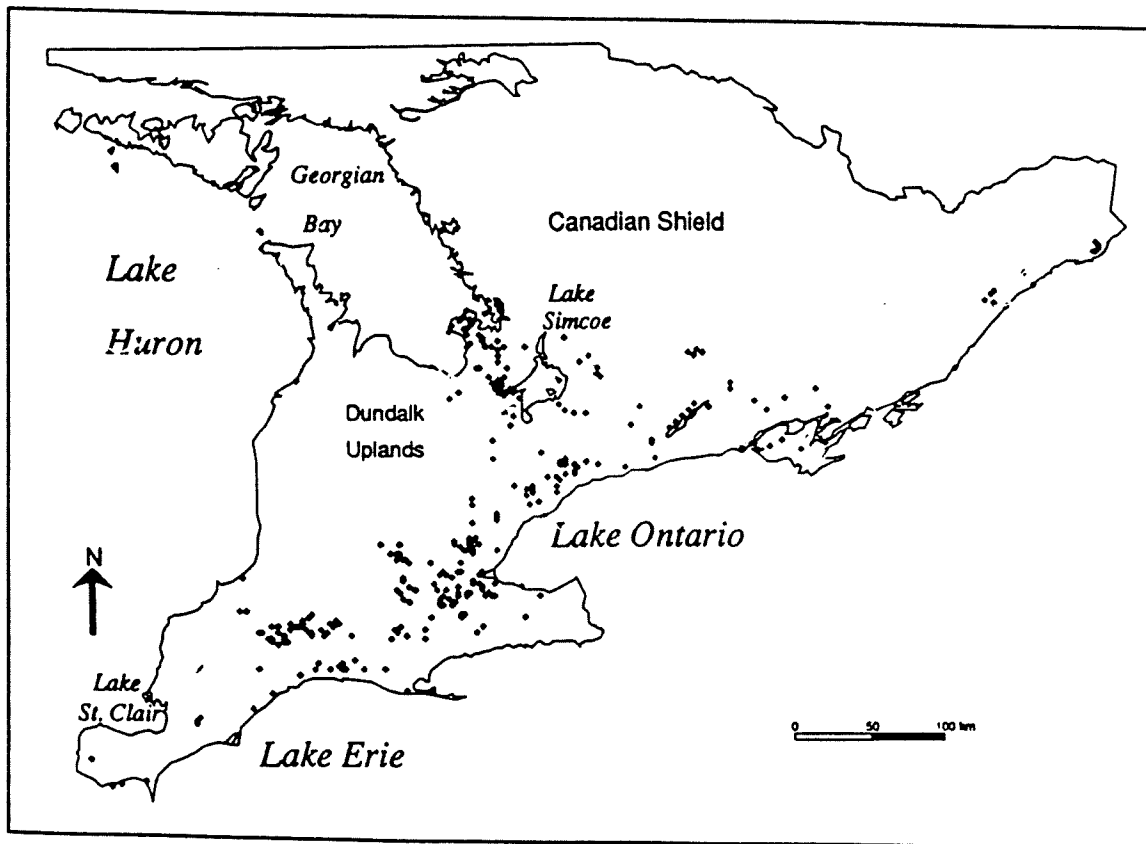 Georgian
Bay
Canadian Shield
Lake
Huron
Lake
Simcoe
Dundalk
Uplands
Lake Ontario
N
Lake
St. Clair
Lake Erie
0 50 100 km